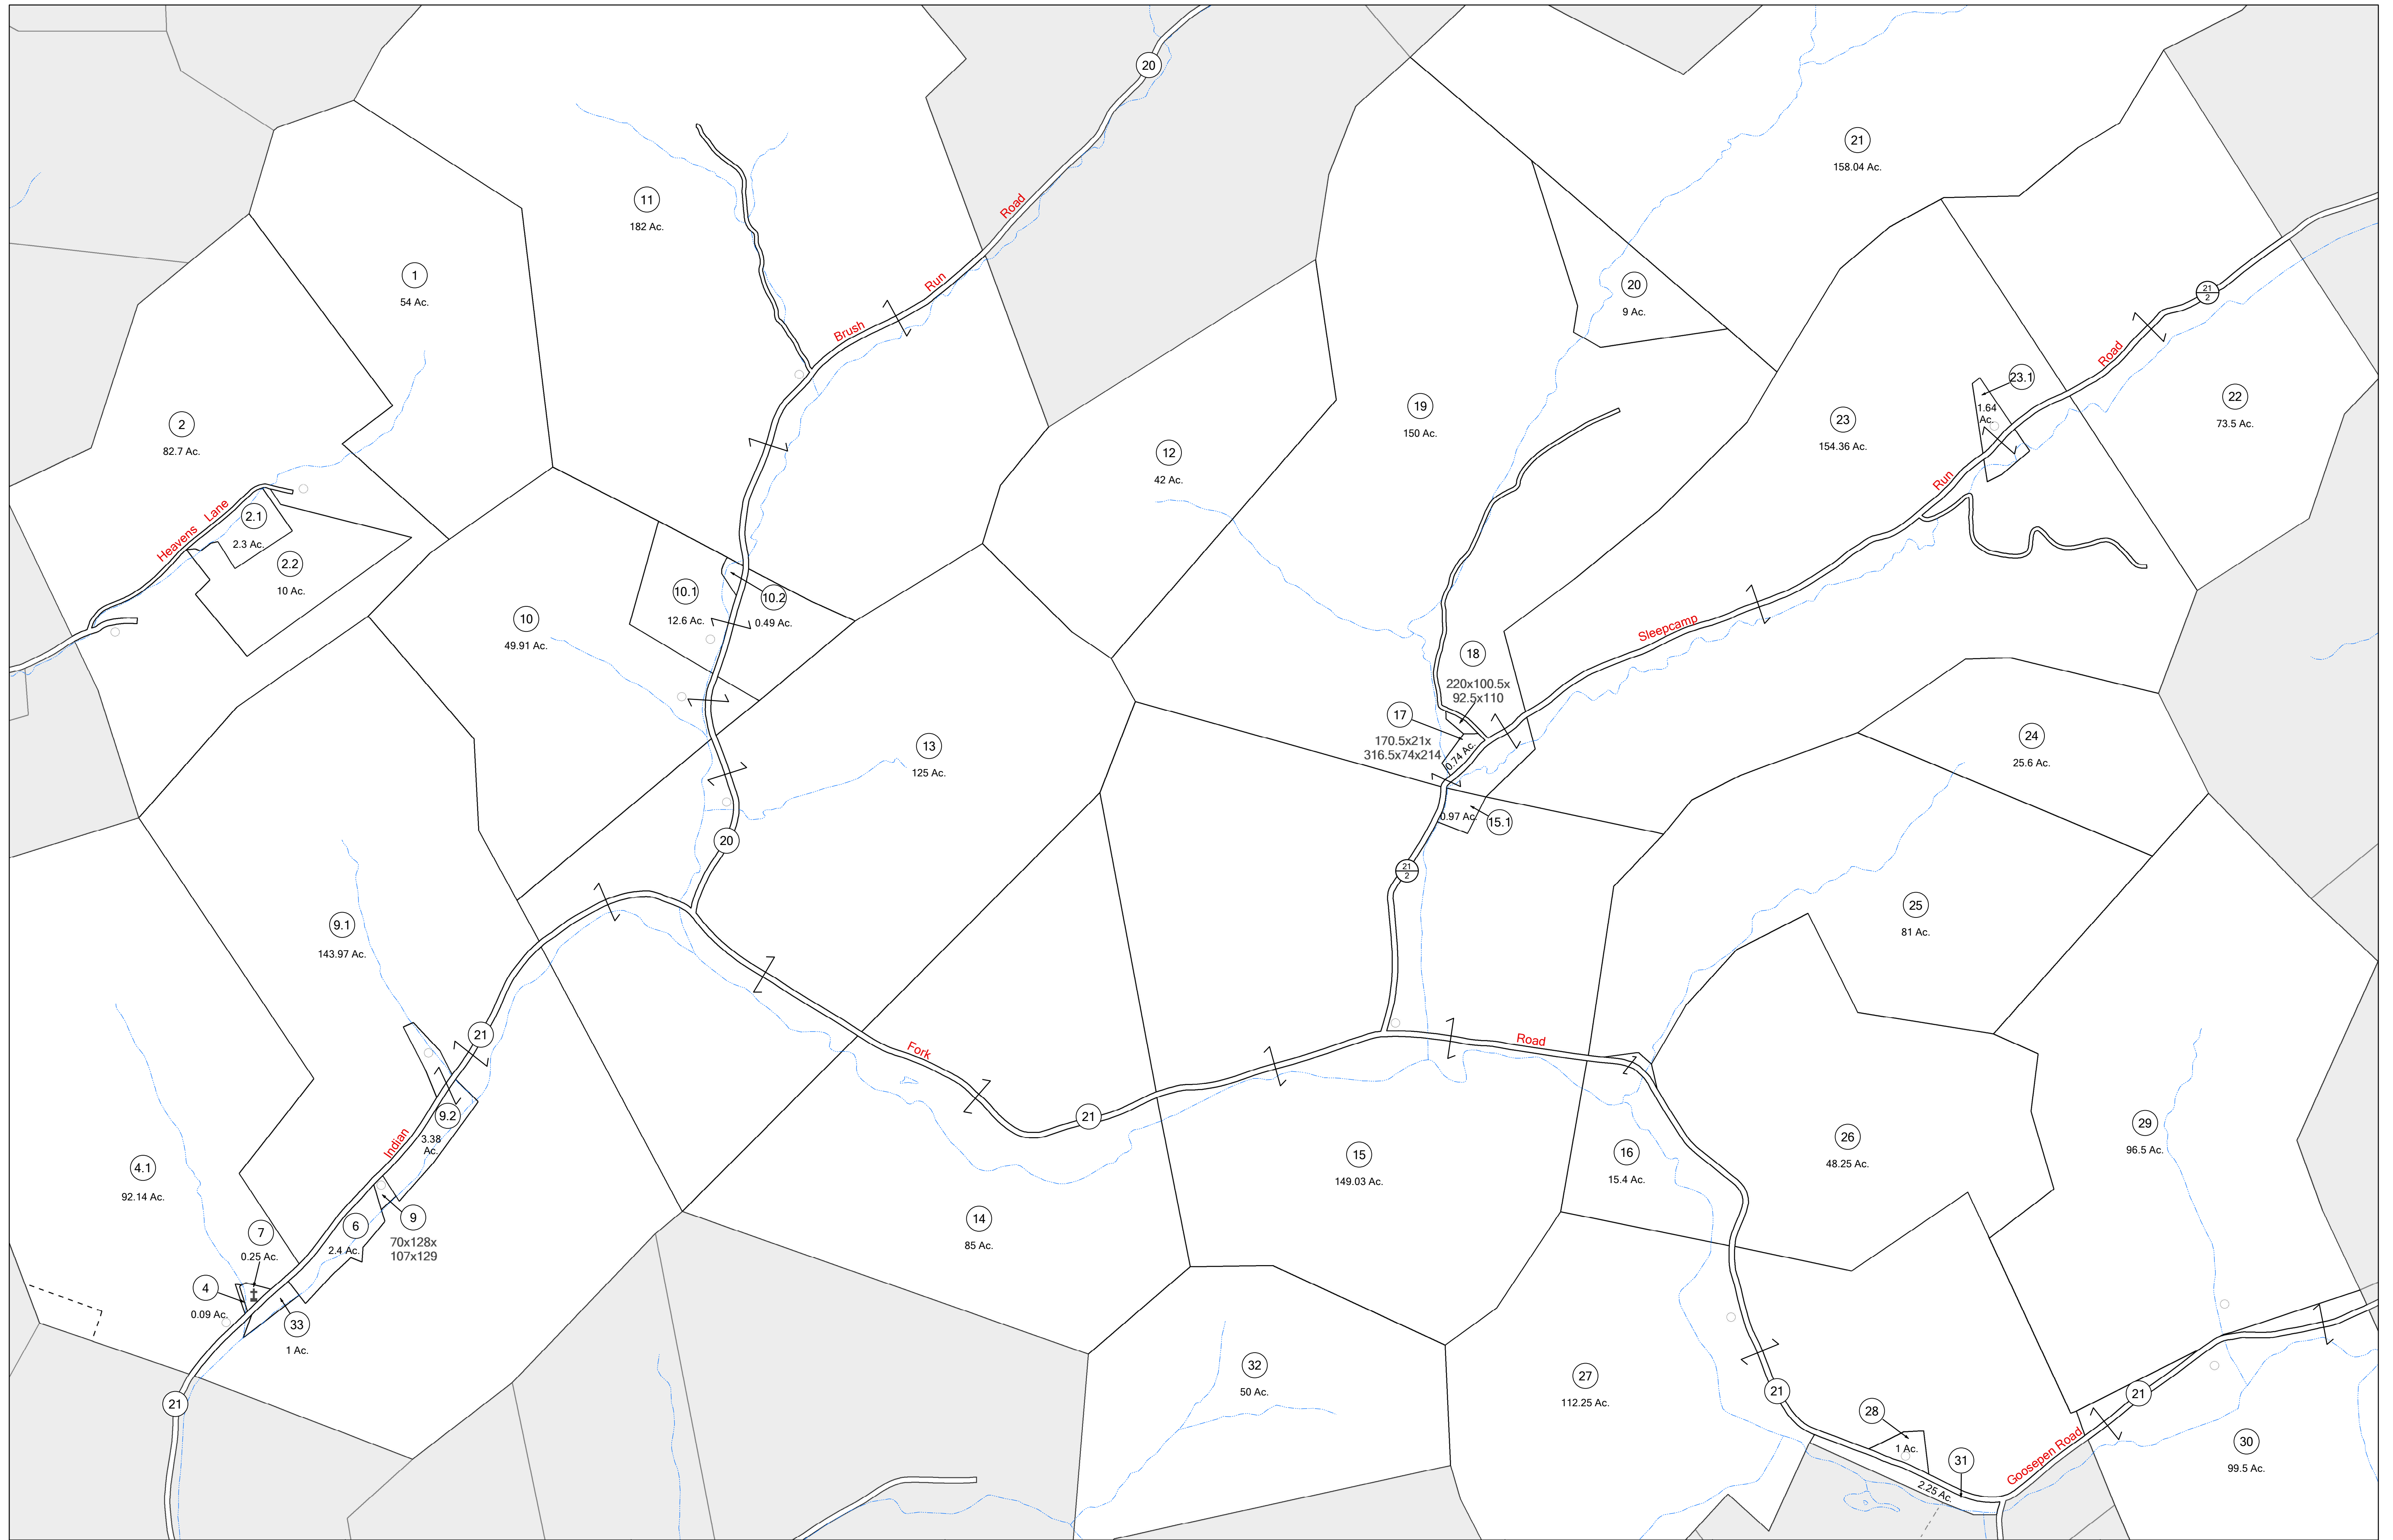 20
21
158.04 Ac.
11
182 Ac.
Road
1
54 Ac.
Run
20
9 Ac.
21
2
Brush
Road
23.1
1.64
Ac.
22
73.5 Ac.
19
150 Ac.
23
154.36 Ac.
2
82.7 Ac.
12
42 Ac.
Run
Heavens Lane
2.1
2.3 Ac.
2.2
10 Ac.
10.1
12.6 Ac.
10.2
0.49 Ac.
10
49.91 Ac.
Sleepcamp
18
220x100.5x
92.5x110
17
170.5x21x
316.5x74x214
0.74 Ac.
13
125 Ac.
24
25.6 Ac.
0.97 Ac.
15.1
20
21
2
25
81 Ac.
9.1
143.97 Ac.
21
Fork
Road
21
9.2
3.38
Ac.
Indian
26
48.25 Ac.
29
96.5 Ac.
4.1
92.14 Ac.
15
149.03 Ac.
16
15.4 Ac.
14
85 Ac.
9
70x128x
107x129
6
2.4 Ac.
7
0.25 Ac.
4
0.09 Ac.
33
1 Ac.
32
50 Ac.
27
112.25 Ac.
21
21
21
28
1 Ac.
31
2.25 Ac.
Goosepen Road
30
99.5 Ac.